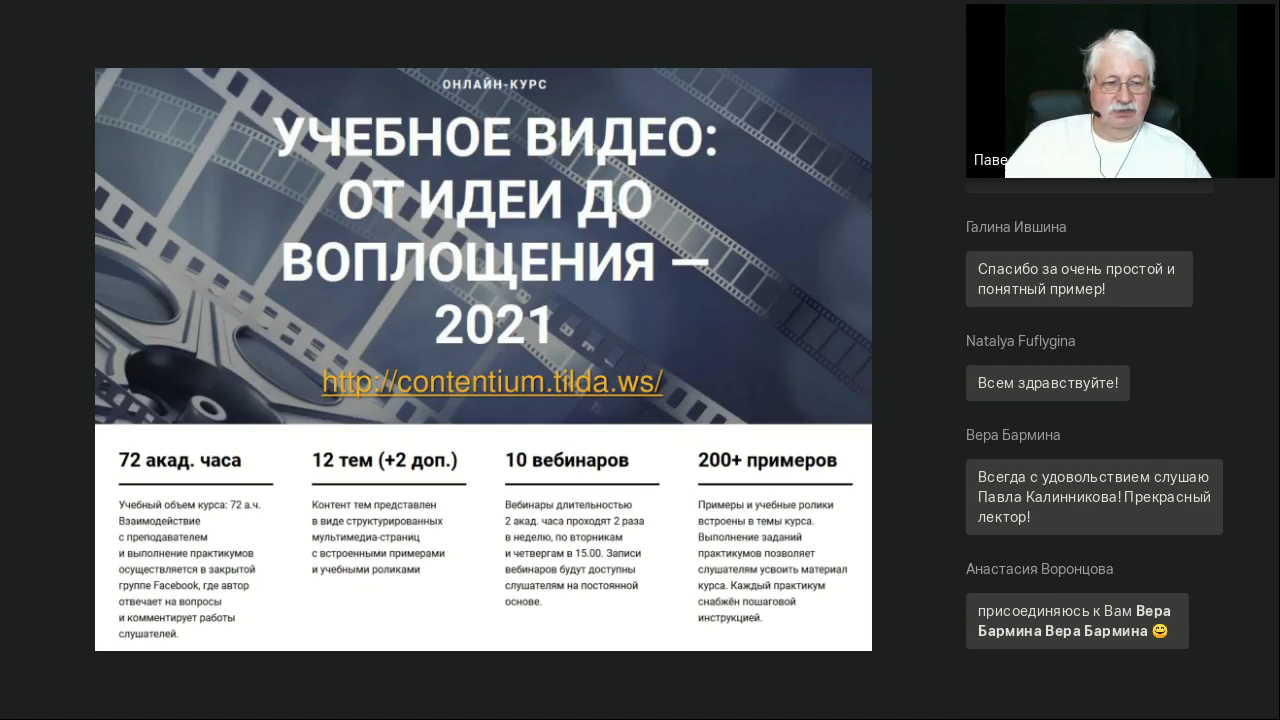 ОНЛАЙН-КУРС
УЧЕБНОЕ ВИДЕО:
ОТ ИДЕИ ДО
ВОПЛОЩЕНИЯ —
2021
http://contentium.tilda.ws/
72 акад. часа
Учебный объем курса: 72 а.ч.
Взаимодействие
с преподавателем
и выполнение практикумов
осуществляется в закрытой
группе Facebook, где автор
отвечает на вопросы
и комментирует работы
слушателей.
12 тем (+2 доп.)
Контент тем представлен
в виде структурированных
мультимедиа-страниц
с встроенными примерами
и учебными роликами
10 вебинаров
Вебинары длительностью
2 акад. часа проходят 2 раза
в неделю, по вторникам
и четвергам в 15.00. Записи
вебинаров будут доступны
слушателям на постоянной
основе.
200+ примеров
Примеры и учебные ролики
встроены в темы курса.
Выполнение заданий
практикумов позволяет
слушателям усвоить материал
курса. Каждый практикум
снабжён пошаговой
инструкцией.
Паве
Галина Ившина
Спасибо за очень простой и
понятный пример!
Natalya Fuflygina
Всем здравствуйте!
Вера Бармина
Всегда с удовольствием слушаю
Павла Калинникова! Прекрасный
лектор!
Анастасия Воронцова
присоединяюсь к Вам Вера
Бармина Вера Бармина 😊